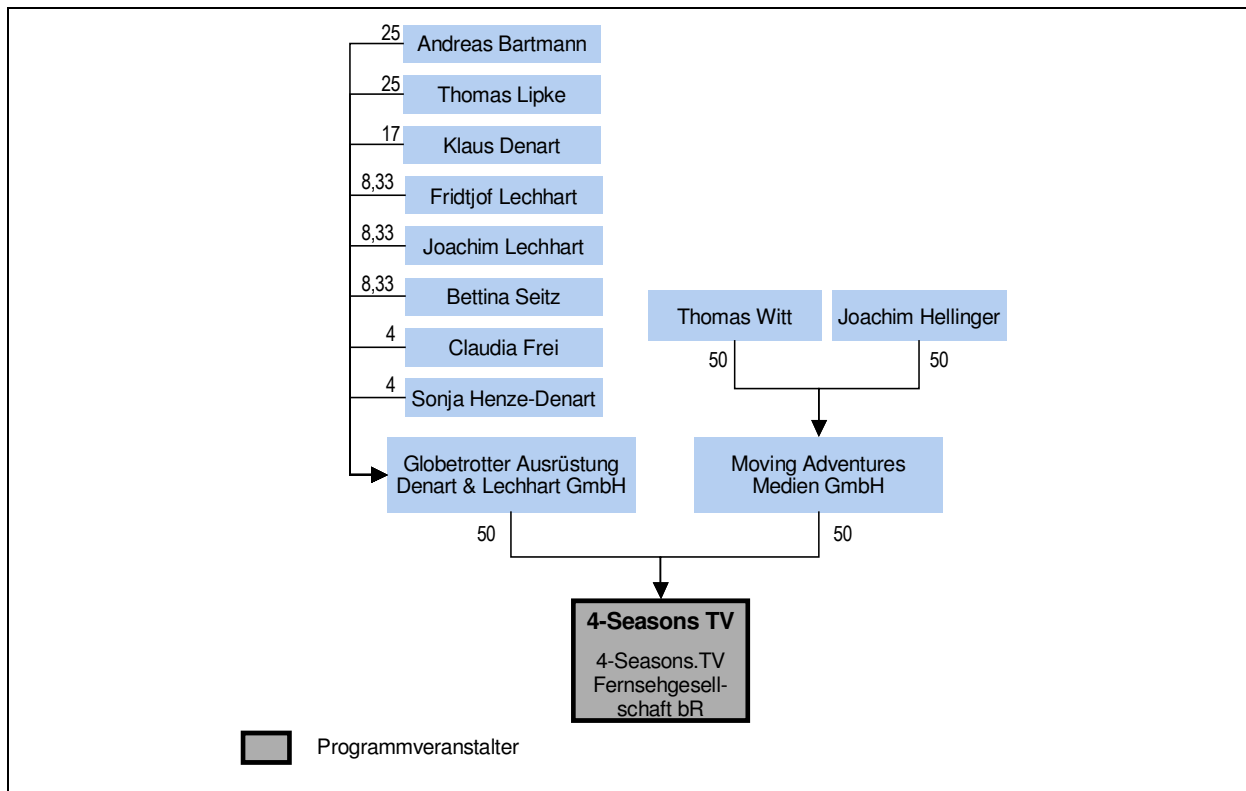 25
Andreas Bartmann
25
Thomas Lipke
17
Klaus Denart
8,33
Fridtjof Lechhart
8,33
Joachim Lechhart
8,33
Bettina Seitz
4
Claudia Frei
4
Sonja Henze-Denart
Thomas Witt
Joachim Hellinger
50
50
Globetrotter Ausrüstung
Denart & Lechhart GmbH
Moving Adventures
Medien GmbH
50
50
4-Seasons TV
4-Seasons.TV
Fernsehgesell-
schaft bR
Programmveranstalter